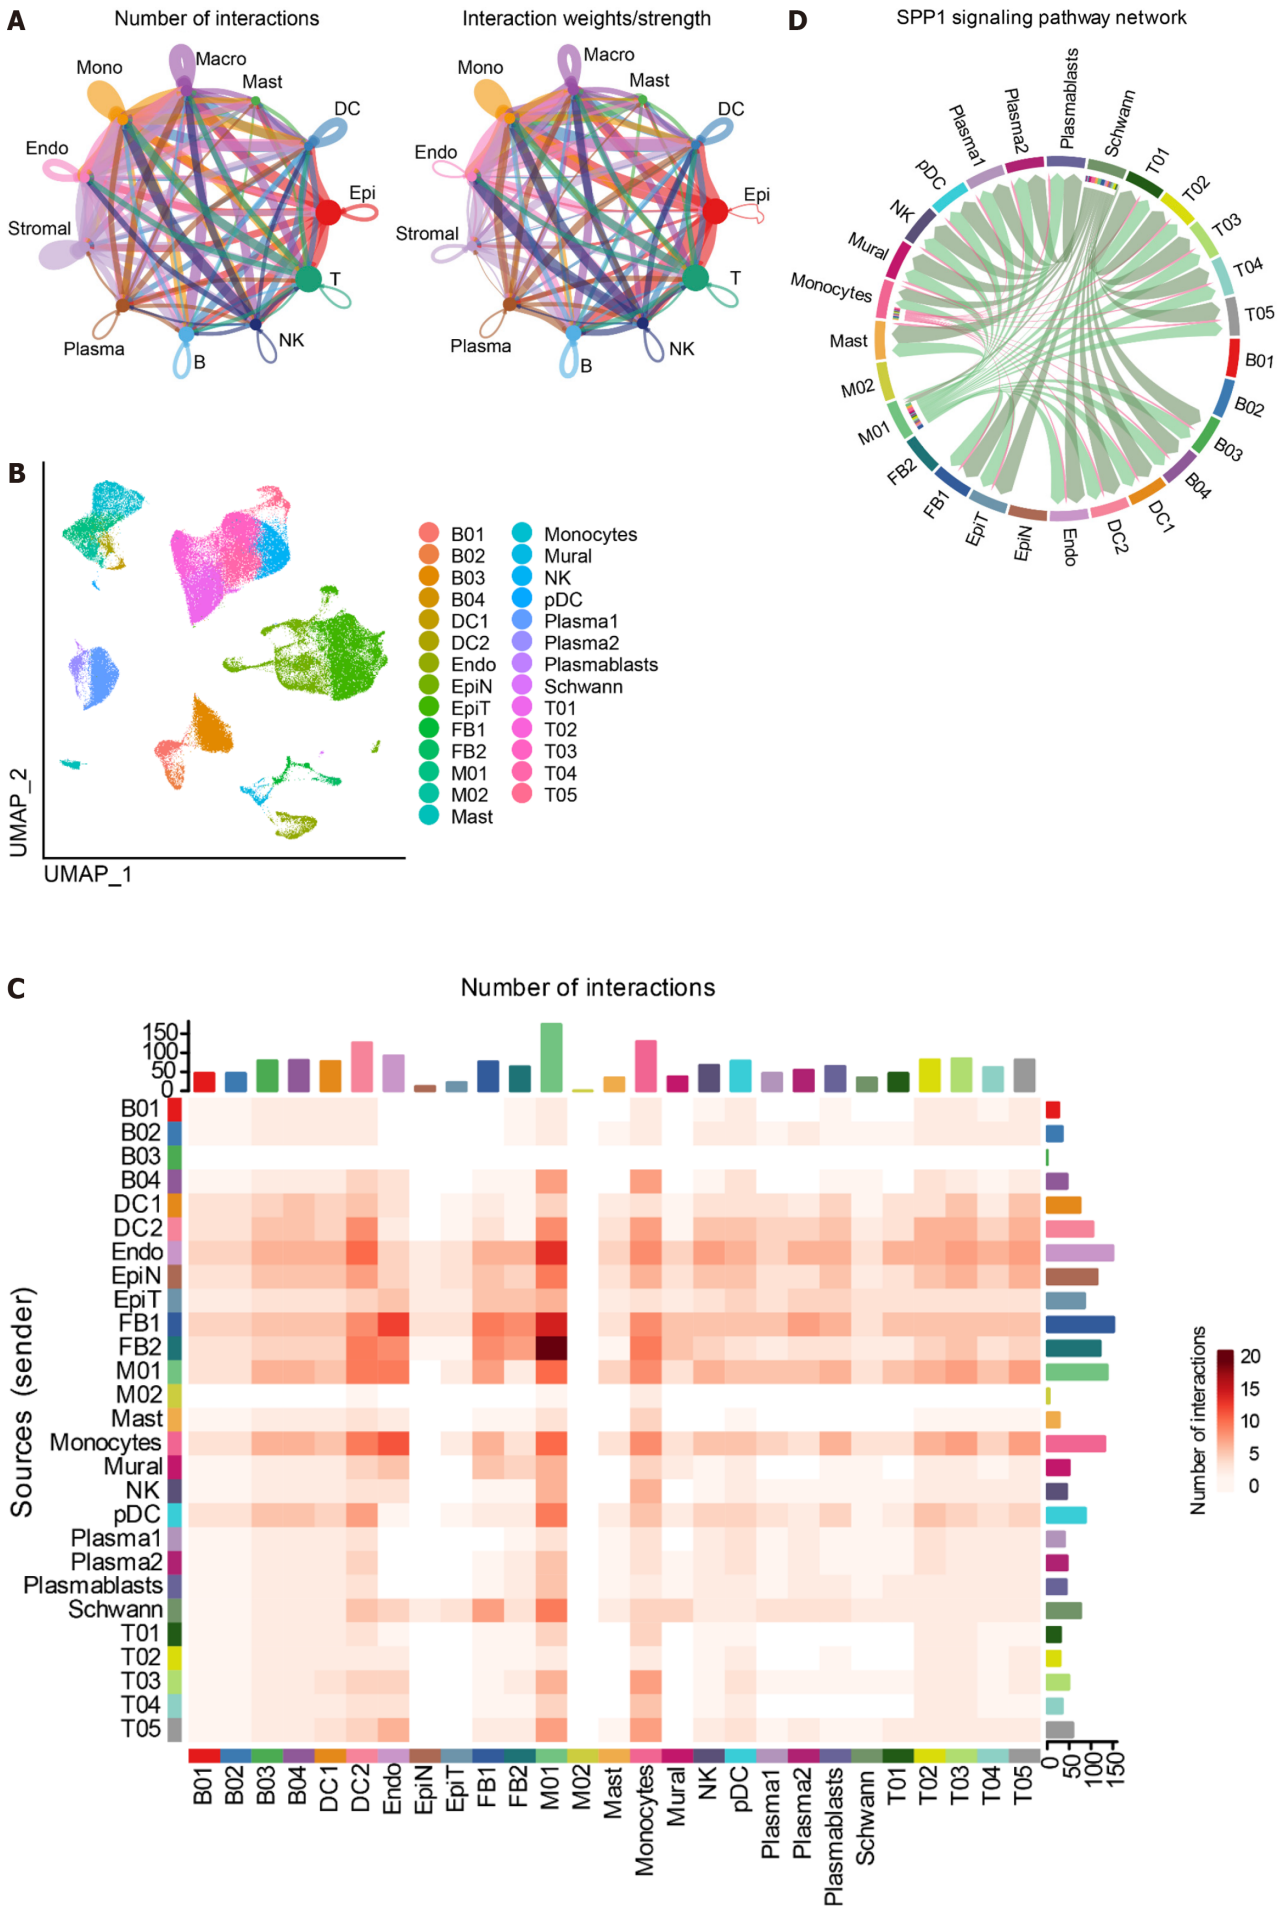 A
Number of interactions
Macro
Mono
Mast
DC
Endo
Epi
Stromal
T
Plasma
B
NK
Interaction weights/strength
Macro
Mono
Mast
DC
Endo
Epi
Stromal
T
Plasma
B
NK
D
SPP1 signaling pathway network
Plasmablasts
Schwann
T01
T02
T03
T04
T05
B01
B02
B03
B04
DC1
DC2
Endo
EpiN
EpiT
FB1
FB2
M01
M02
Mast
Monocytes
Mural
NK
pDC
Plasma1
Plasma2
B
UMAP_2
UMAP_1
B01
B02
B03
B04
DC1
DC2
Endo
EpiN
EpiT
FB1
FB2
M01
M02
Mast
Monocytes
Mural
NK
pDC
Plasma1
Plasma2
Plasmablasts
Schwann
T01
T02
T03
T04
T05
C
Number of interactions
150
100
50
0
0
Sources (sender)
B01
B02
B03
B04
DC1
DC2
Endo
EpiN
EpiT
FB1
FB2
M01
M02
Mast
Monocytes
Mural
NK
pDC
Plasma1
Plasma2
Plasmablasts
Schwann
T01
T02
T03
T04
T05
B01
B02
B03
B04
DC1
DC2
Endo
EpiN
EpiT
FB1
FB2
M01
M02
Mast
Monocytes
Mural
NK
pDC
Plasma1
Plasma2
Plasmablasts
Schwann
T01
T02
T03
T04
T05
0
50
100
150
Number of interactions
20
15
10
5
0